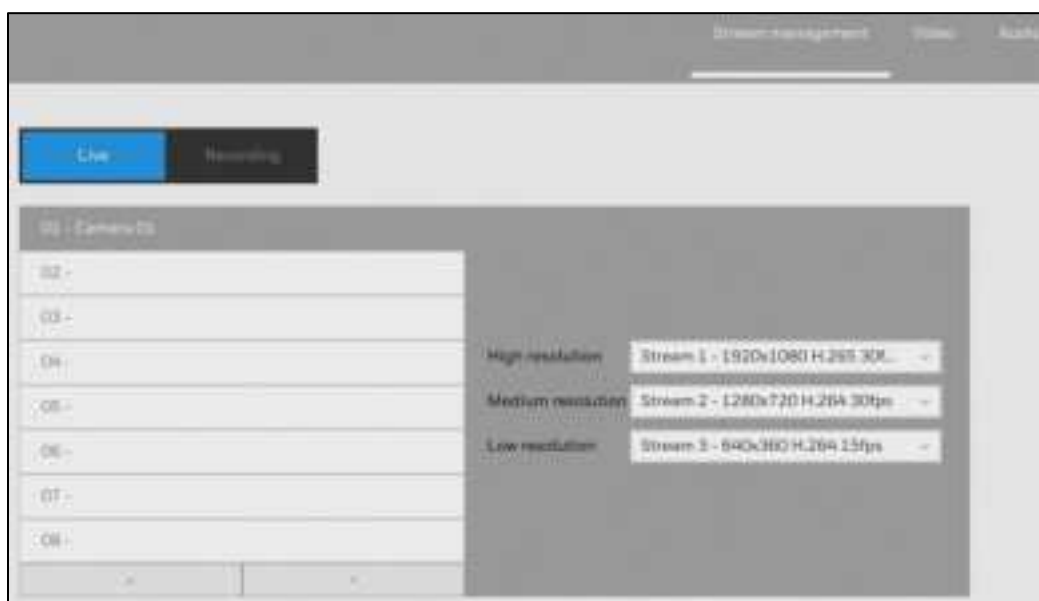 Stream management Video Audio
Live Recording
01 - Camera 01
02 -
03 -
04 -
05 -
06 -
07 -
08 -
High resolution Stream 1 - 1920x1080 H.265 30f...
Medium resolution Stream 2 - 1280x720 H.264 30fps
Low resolution Stream 3 - 640x360 H.264 15fps